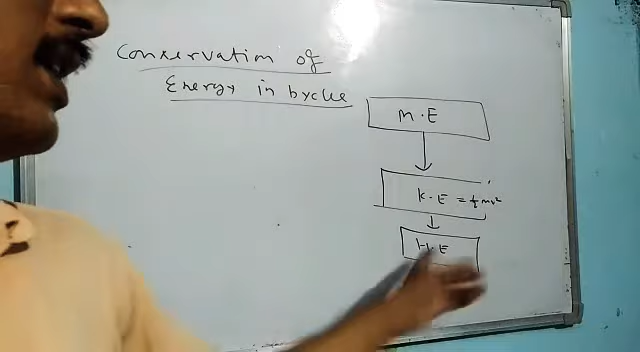 Conservation of
Energy in bycle
M.E
K.E = ½mv²
H.E